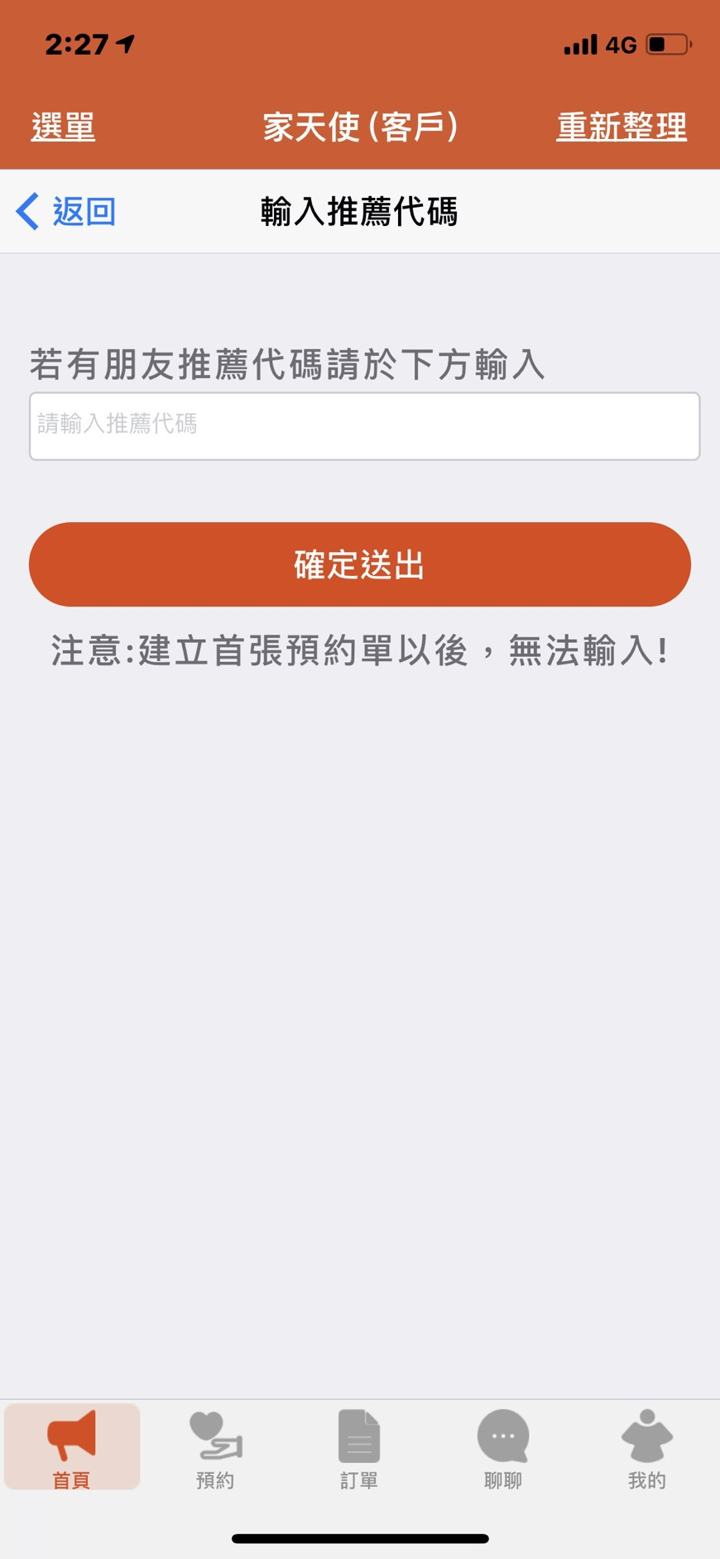 2:27
4G
選單
家天使(客戶)
重新整理
返回
輸入推薦代碼
若有朋友推薦代碼請於下方輸入
請輸入推薦代碼
確定送出
注意:建立首張預約單以後，無法輸入!
首頁
預約
訂單
聊聊
我的